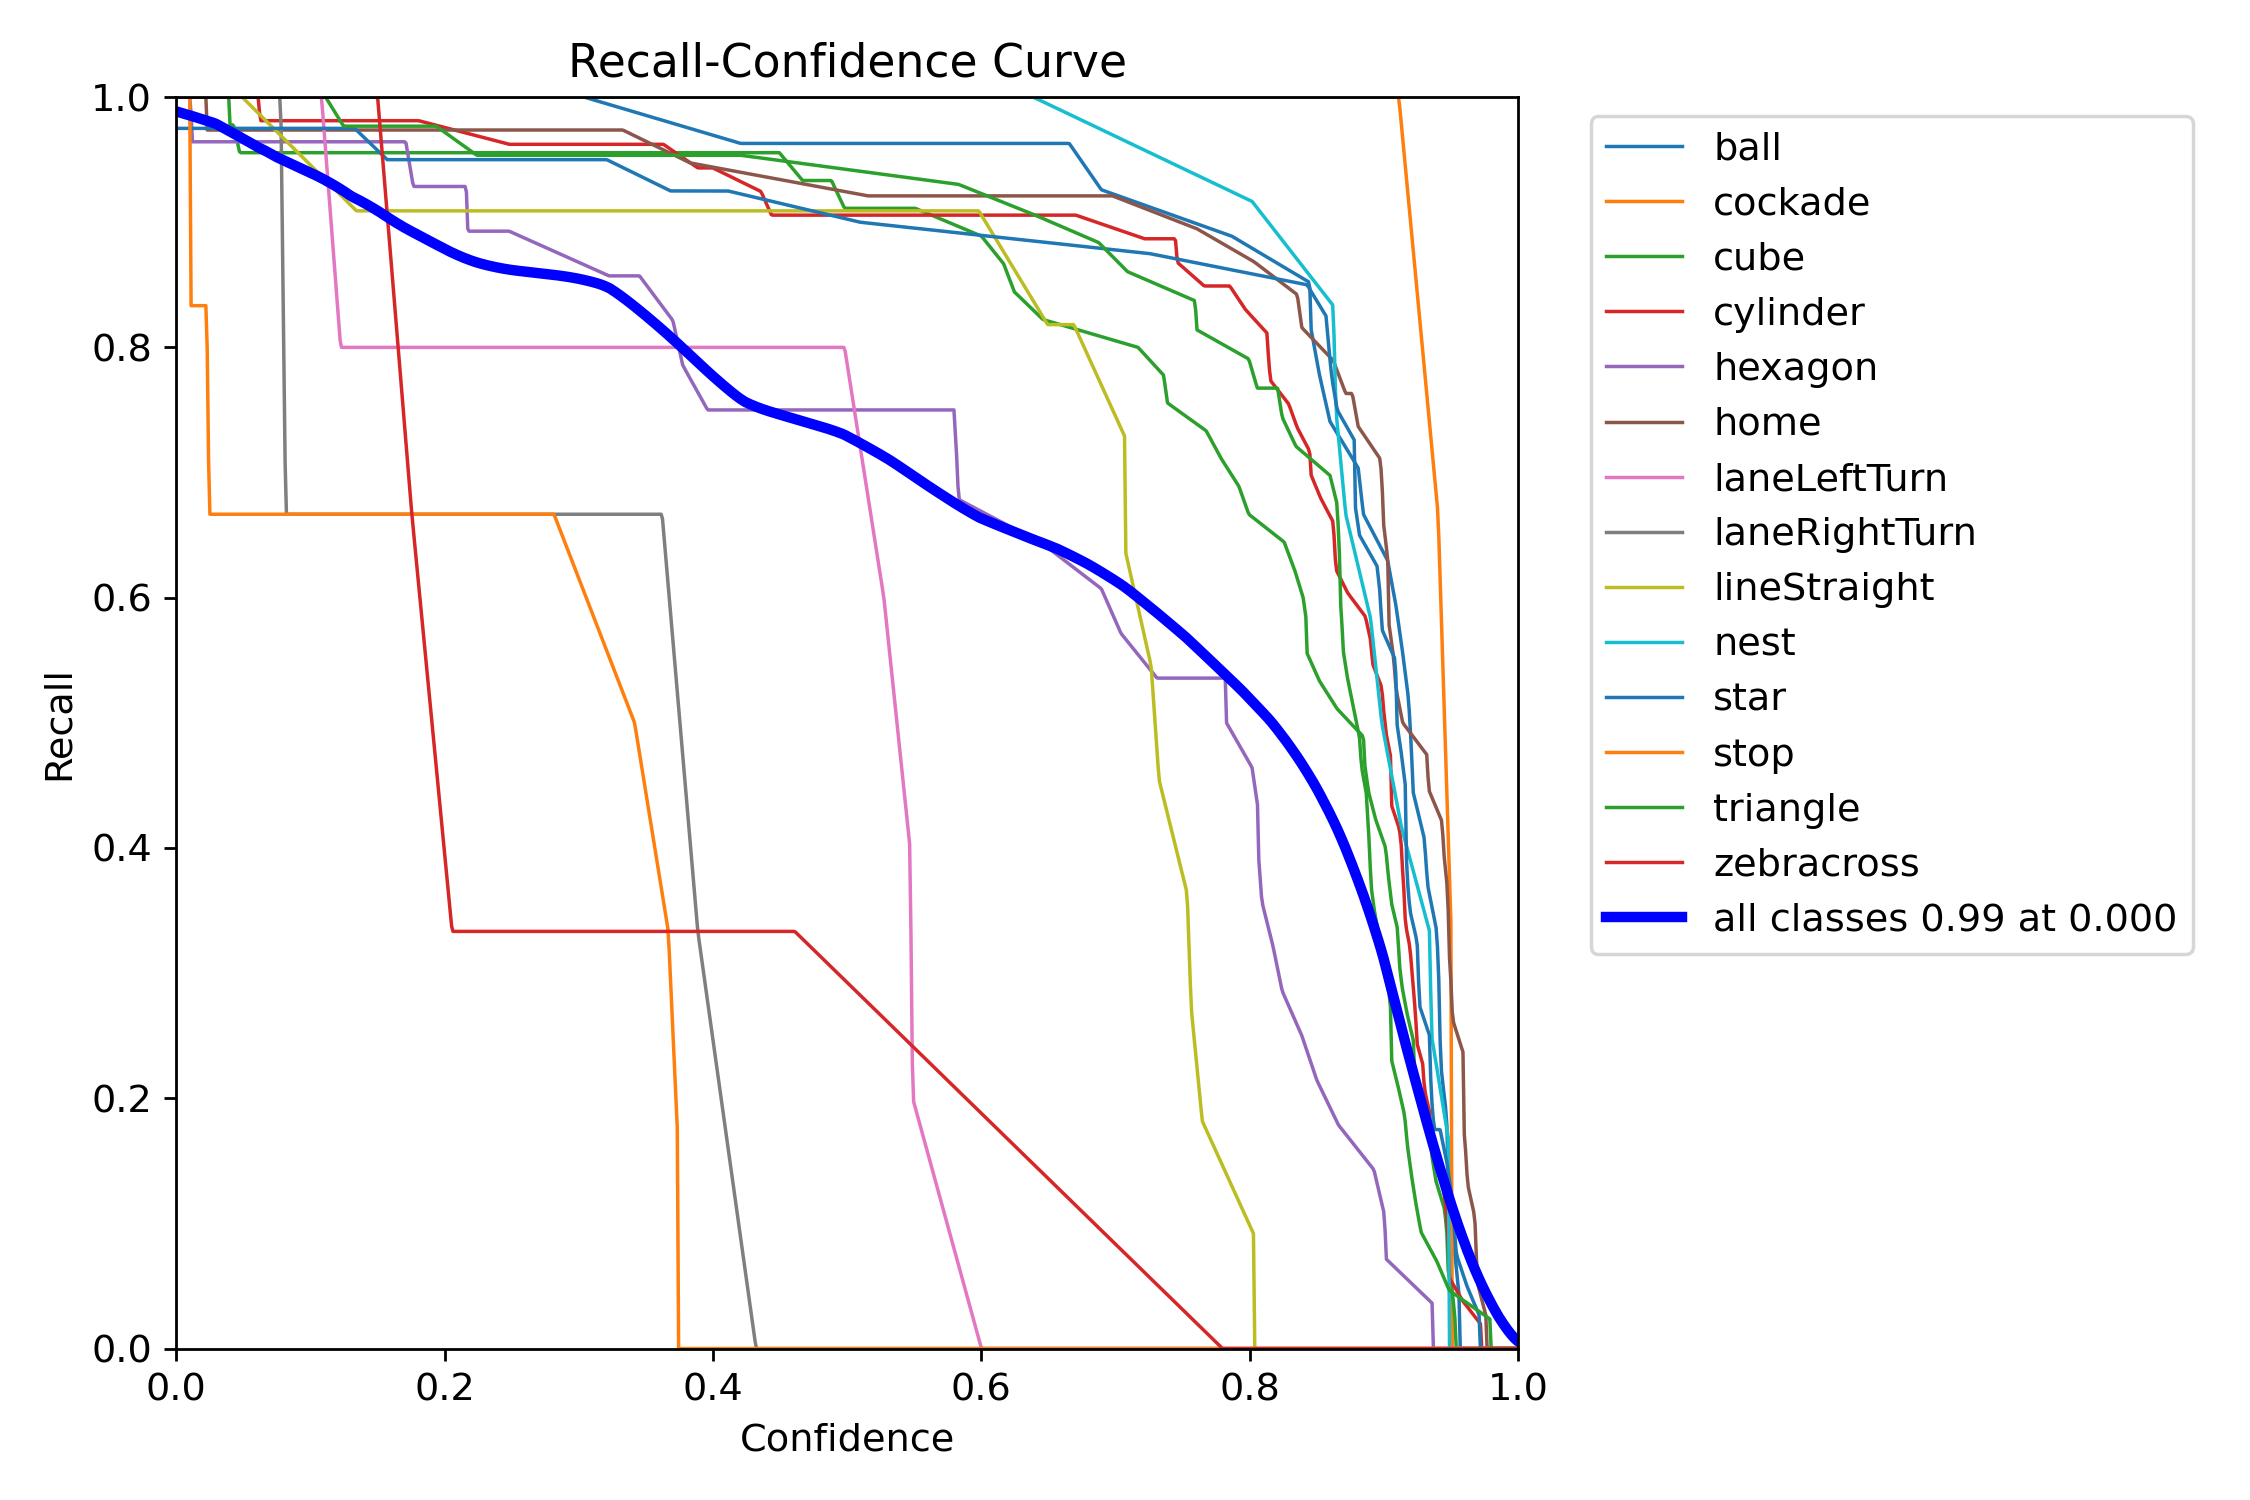 Recall-Confidence Curve
1.0
0.8
0.6
0.4
0.2
0.0
Recall
0.0 0.2 0.4 0.6 0.8 1.0
Confidence
ball
cockade
cube
cylinder
hexagon
home
laneLeftTurn
laneRightTurn
lineStraight
nest
star
stop
triangle
zebracross
all classes 0.99 at 0.000